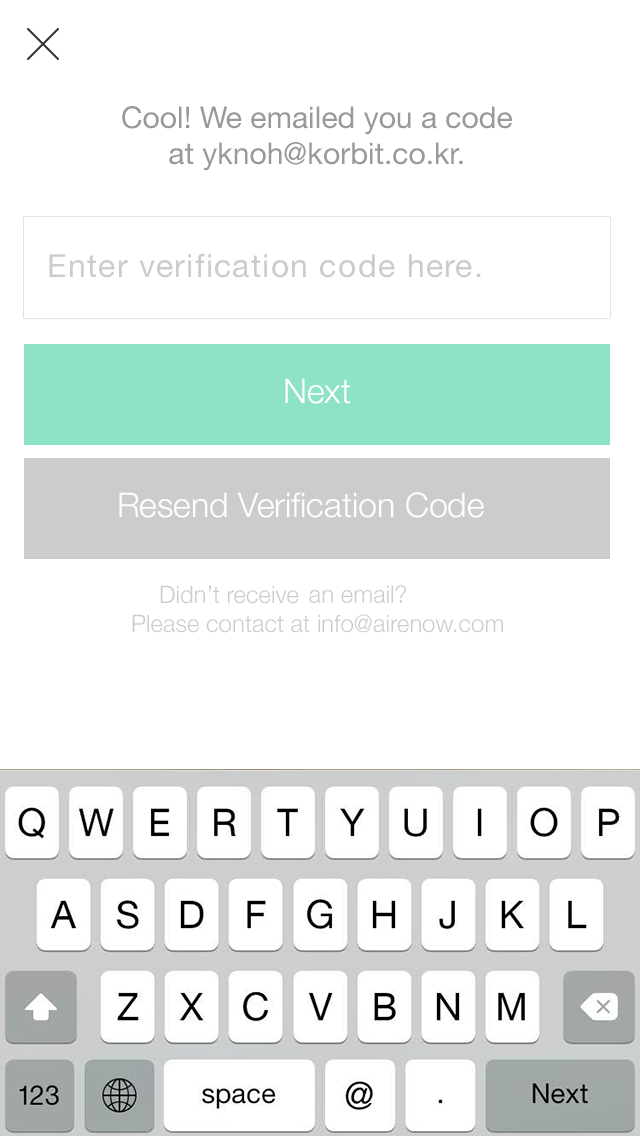 Cool! We emailed you a code
at yknoh@korbit.co.kr.
Enter verification code here.
Next
Resend Verification Code
Didn't receive an email?
Please contact at info@airenow.com
Q W E R T Y U I O P
A S D F G H J K L
Z X C V B N M
123 space @ . Next